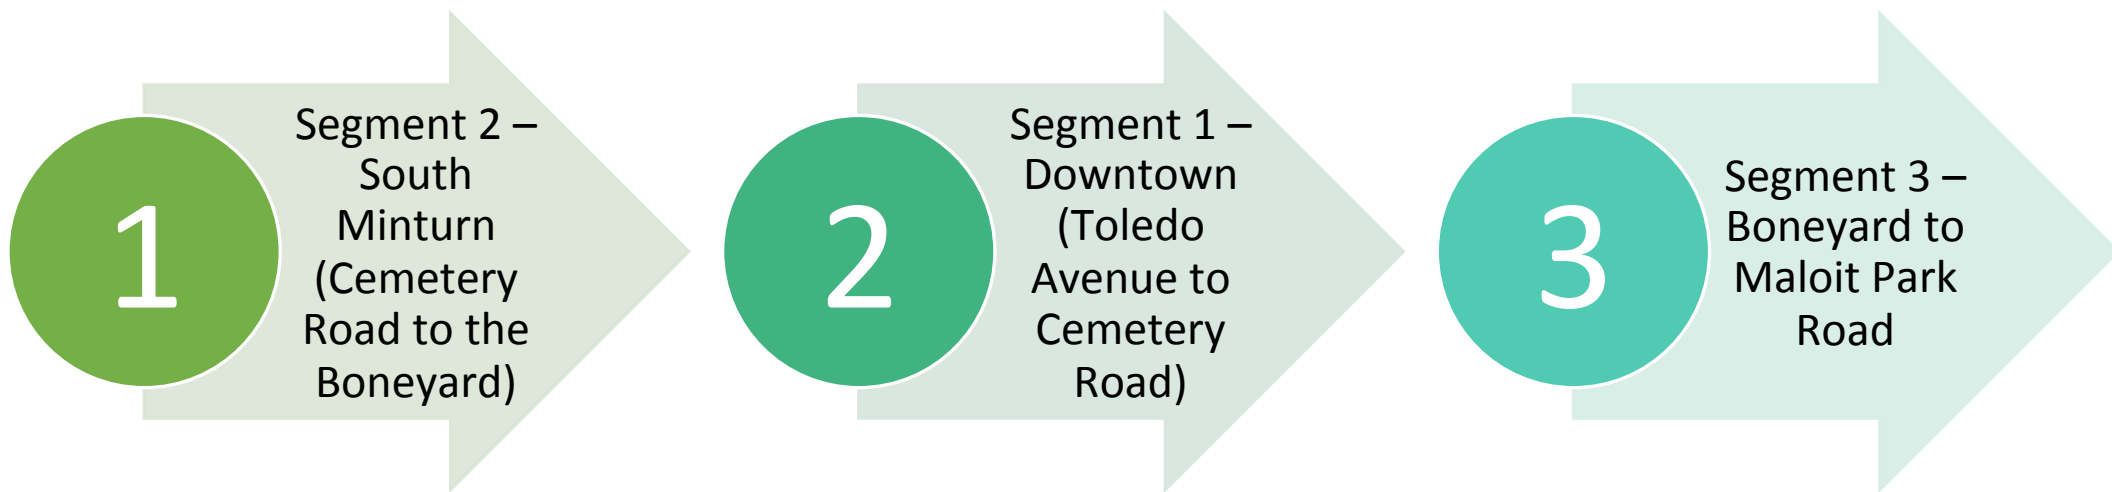 1
Segment 2 –
South
Minturn
(Cemetery
Road to the
Boneyard)
2
Segment 1 –
Downtown
(Toledo
Avenue to
Cemetery
Road)
3
Segment 3 –
Boneyard to
Maloit Park
Road